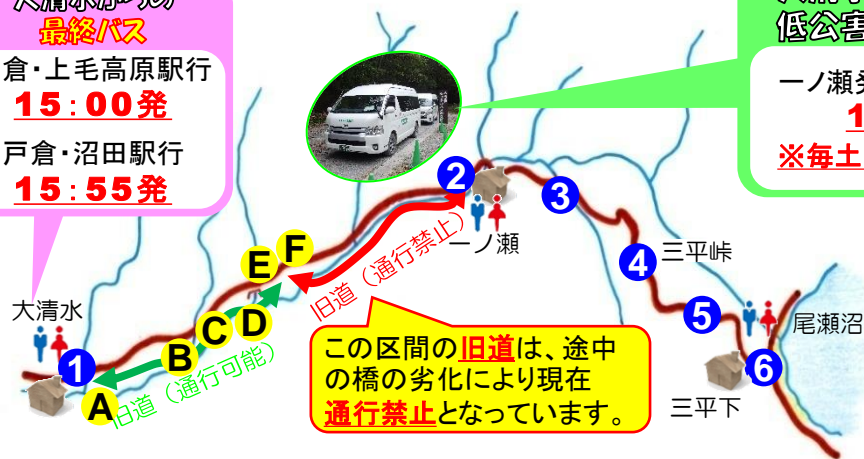 最終バス
倉・上毛高原駅行
15:00発
戸倉・沼田駅行
15:55発
低公害
一ノ瀬
1
※毎土
2
3
一ノ瀬
旧道（通行禁止）
4
三平峠
E
F
大清水
C
D
5
尾瀬沼
1
B
A
旧道（通行可能）
この区間の旧道は、途中
の橋の劣化により現在
通行禁止となっています。
6
三平下